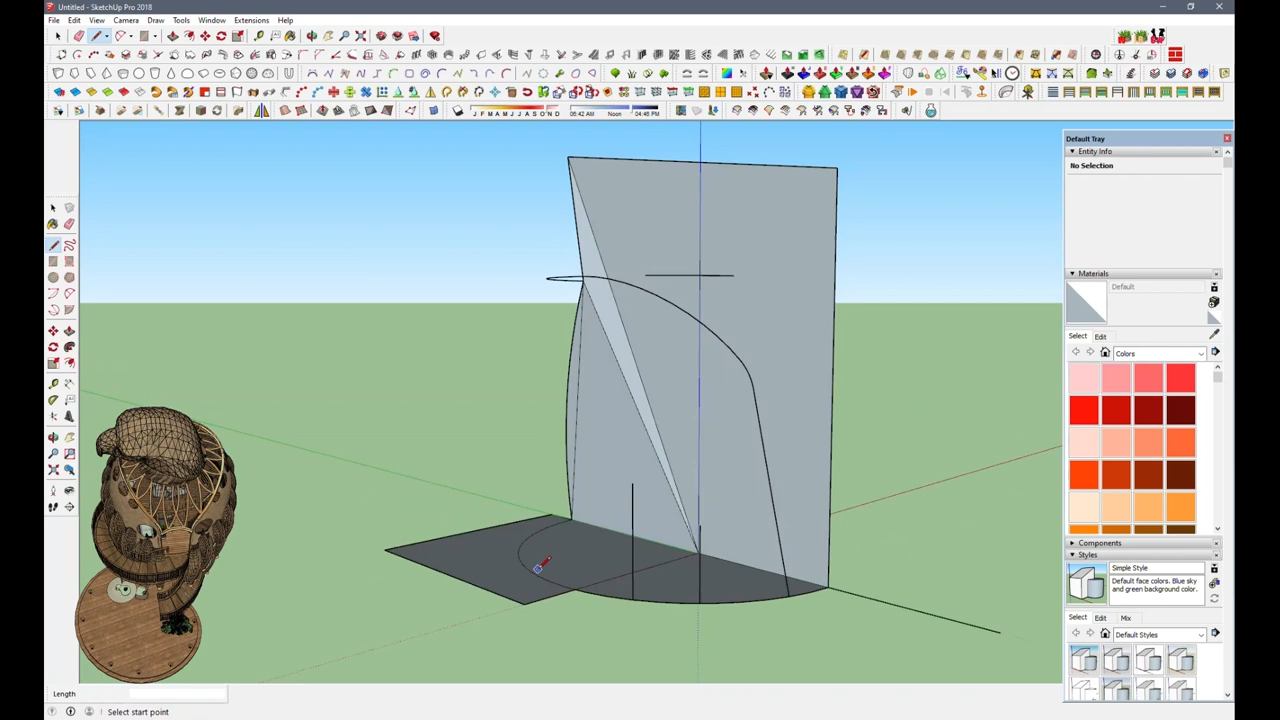 Untitled - SketchUp Pro 2018
File Edit View Camera Draw Tools Window Extensions Help
J F M A M J J A S O N D
06:42 AM Noon 04:46 PM
Default Tray
Entity Info
No Selection
Materials
Default
Select Edit
Colors
Components
Styles
Simple Style
Default face colors. Blue sky
and green background color.
Select Edit Mix
Default Styles
Length
Select start point